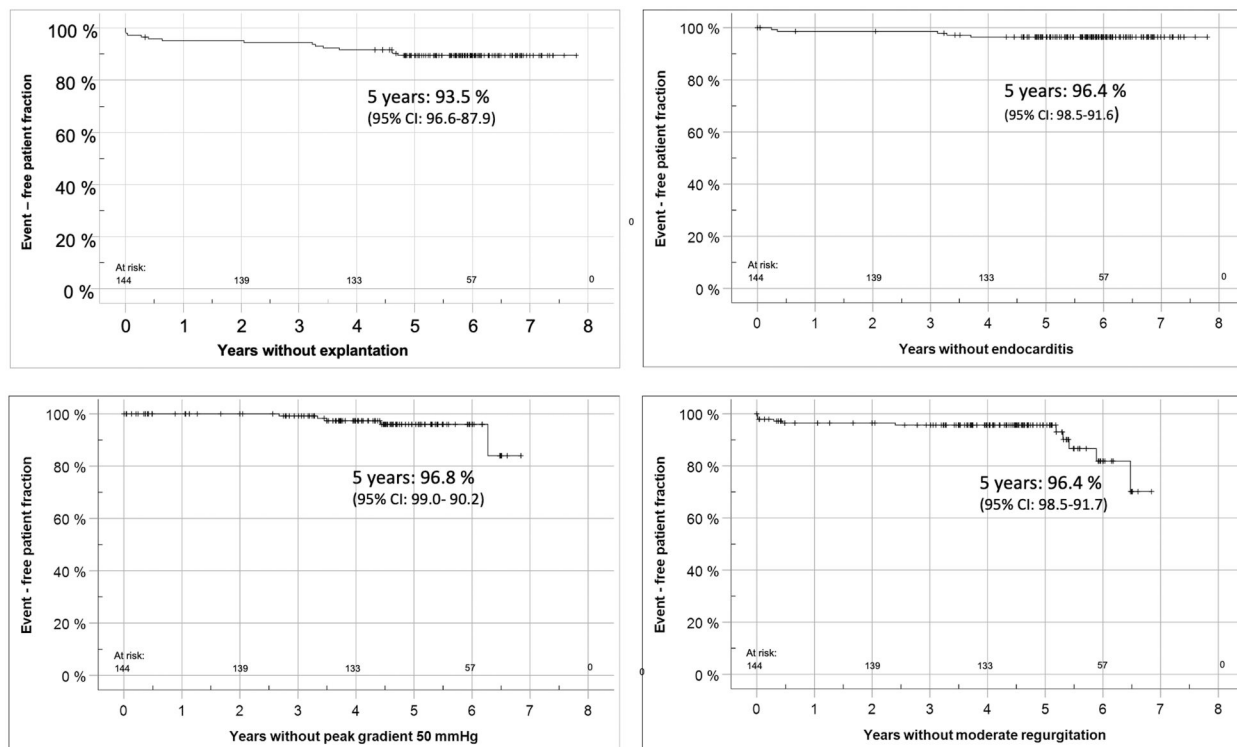 100 %
80 %
60 %
40 %
20 %
0 %
Event – free patient fraction
5 years: 93.5 %
(95% CI: 96.6-87.9)
At risk:
144 139 133 57 0
0 1 2 3 4 5 6 7 8
Years without explantation
0
100 %
80 %
60 %
40 %
20 %
0 %
Event - free patient fraction
5 years: 96.4 %
(95% CI: 98.5-91.6)
At risk:
144 139 133 57 0
0 1 2 3 4 5 6 7 8
Years without endocarditis
100 %
80 %
60 %
40 %
20 %
0 %
Event - free patient fraction
5 years: 96.8 %
(95% CI: 99.0- 90.2)
At risk:
144 139 133 57 0
0 1 2 3 4 5 6 7 8
Years without peak gradient 50 mmHg
0
100 %
80 %
60 %
40 %
20 %
0 %
Event - free patient fraction
5 years: 96.4 %
(95% CI: 98.5-91.7)
At risk:
144 139 133 57 0
0 1 2 3 4 5 6 7 8
Years without moderate regurgitation